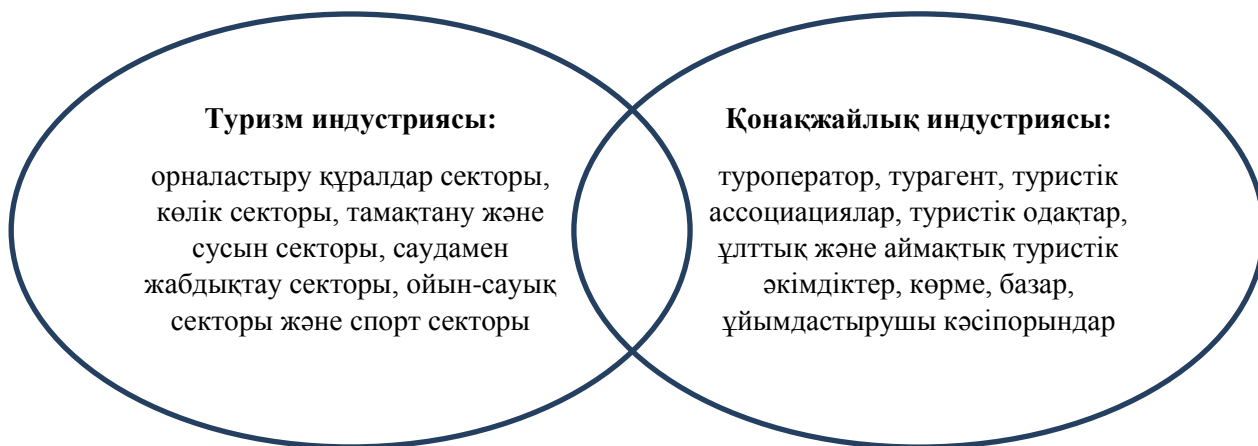 Туризм индустриясы:
орналастыру құралдар секторы,
көлік секторы, тамақтану және
сусын секторы, саудамен
жабдықтау секторы, ойын-сауық
секторы және спорт секторы
Қонақжайлық индустриясы:
туроператор, турагент, туристік
ассоциациялар, туристік одақтар,
ұлттық және аймақтық туристік
әкімдіктер, көрме, базар,
ұйымдастырушы кәсіпорындар